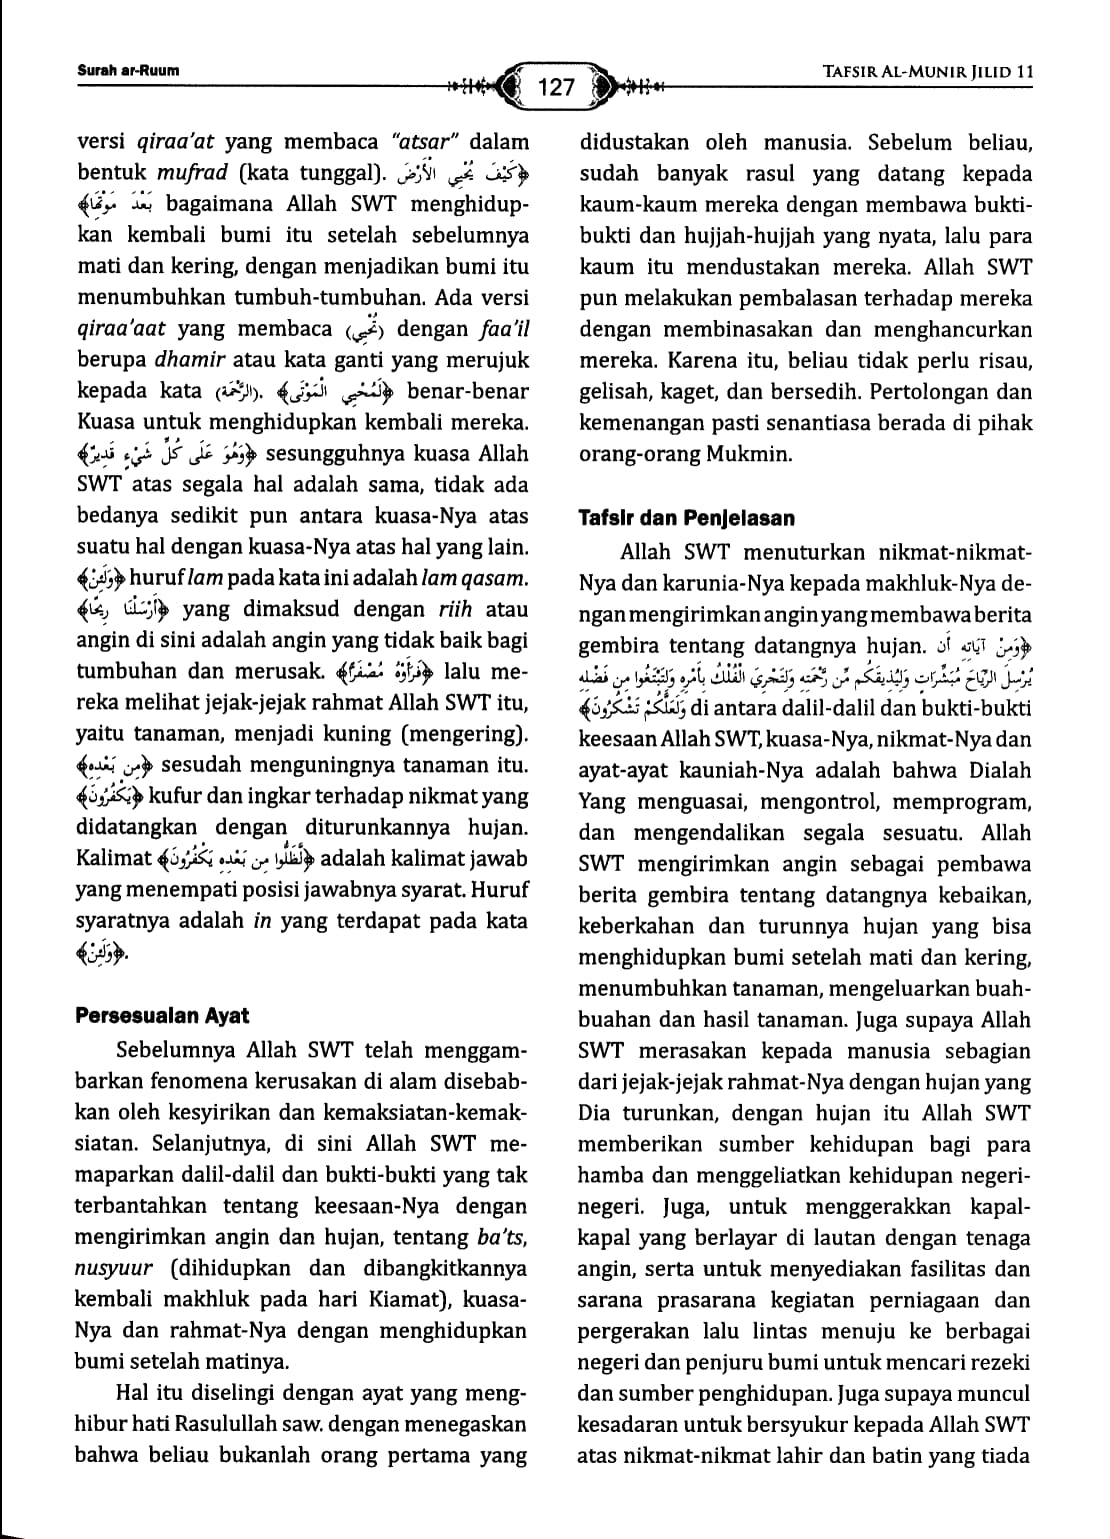 Surah ar-Ruum
127
TAFSIR AL-MUNIR JILID 11
versi qiraa'at yang membaca "atsar" dalam
bentuk mufrad (kata tunggal). ﴿كَيْفَ يُحْيِي الْأَرْضَ
بَعْدَ مَوْتِهَا﴾ bagaimana Allah SWT menghidup-
kan kembali bumi itu setelah sebelumnya
mati dan kering, dengan menjadikan bumi itu
menumbuhkan tumbuh-tumbuhan. Ada versi
qiraa'aat yang membaca (تُحْيِي) dengan faa'il
berupa dhamir atau kata ganti yang merujuk
kepada kata (الرَّحْمَة). ﴿لَمُحْيِي الْمَوْتَى﴾ benar-benar
Kuasa untuk menghidupkan kembali mereka.
﴿وَهُوَ عَلَى كُلِّ شَيْءٍ قَدِيرٌ﴾ sesungguhnya kuasa Allah
SWT atas segala hal adalah sama, tidak ada
bedanya sedikit pun antara kuasa-Nya atas
suatu hal dengan kuasa-Nya atas hal yang lain.
﴿وَلَئِنْ﴾ huruf lam pada kata ini adalah lam qasam.
﴿أَرْسَلْنَا رِيحًا﴾ yang dimaksud dengan riih atau
angin di sini adalah angin yang tidak baik bagi
tumbuhan dan merusak. ﴿فَرَأَوْهُ مُصْفَرًّا﴾ lalu me-
reka melihat jejak-jejak rahmat Allah SWT itu,
yaitu tanaman, menjadi kuning (mengering).
﴿مِن بَعْدِهِ﴾ sesudah menguningnya tanaman itu.
﴿يَكْفُرُونَ﴾ kufur dan ingkar terhadap nikmat yang
didatangkan dengan diturunkannya hujan.
Kalimat ﴿لَّظَلُّوا مِن بَعْدِهِ يَكْفُرُونَ﴾ adalah kalimat jawab
yang menempati posisi jawabnya syarat. Huruf
syaratnya adalah in yang terdapat pada kata
﴿وَلَئِنْ﴾.
Persesuaian Ayat
Sebelumnya Allah SWT telah menggam-
barkan fenomena kerusakan di alam disebab-
kan oleh kesyirikan dan kemaksiatan-kemak-
siatan. Selanjutnya, di sini Allah SWT me-
maparkan dalil-dalil dan bukti-bukti yang tak
terbantahkan tentang keesaan-Nya dengan
mengirimkan angin dan hujan, tentang ba'ts,
nusyuur (dihidupkan dan dibangkitkannya
kembali makhluk pada hari Kiamat), kuasa-
Nya dan rahmat-Nya dengan menghidupkan
bumi setelah matinya.
Hal itu diselingi dengan ayat yang meng-
hibur hati Rasulullah saw. dengan menegaskan
bahwa beliau bukanlah orang pertama yang
didustakan oleh manusia. Sebelum beliau,
sudah banyak rasul yang datang kepada
kaum-kaum mereka dengan membawa bukti-
bukti dan hujjah-hujjah yang nyata, lalu para
kaum itu mendustakan mereka. Allah SWT
pun melakukan pembalasan terhadap mereka
dengan membinasakan dan menghancurkan
mereka. Karena itu, beliau tidak perlu risau,
gelisah, kaget, dan bersedih. Pertolongan dan
kemenangan pasti senantiasa berada di pihak
orang-orang Mukmin.
Tafsir dan Penjelasan
Allah SWT menuturkan nikmat-nikmat-
Nya dan karunia-Nya kepada makhluk-Nya de-
ngan mengirimkan angin yang membawa berita
gembira tentang datangnya hujan. ﴿وَمِنْ آيَاتِهِ أَن
يُرْسِلَ الرِّيَاحَ مُبَشِّرَاتٍ وَلِيُذِيقَكُم مِّن رَّحْمَتِهِ وَلِتَجْرِيَ الْفُلْكُ بِأَمْرِهِ وَلِتَبْتَغُوا مِن فَضْلِهِ
وَلَعَلَّكُمْ تَشْكُرُونَ﴾ di antara dalil-dalil dan bukti-bukti
keesaan Allah SWT, kuasa-Nya, nikmat-Nya dan
ayat-ayat kauniah-Nya adalah bahwa Dialah
Yang menguasai, mengontrol, memprogram,
dan mengendalikan segala sesuatu. Allah
SWT mengirimkan angin sebagai pembawa
berita gembira tentang datangnya kebaikan,
keberkahan dan turunnya hujan yang bisa
menghidupkan bumi setelah mati dan kering,
menumbuhkan tanaman, mengeluarkan buah-
buahan dan hasil tanaman. Juga supaya Allah
SWT merasakan kepada manusia sebagian
dari jejak-jejak rahmat-Nya dengan hujan yang
Dia turunkan, dengan hujan itu Allah SWT
memberikan sumber kehidupan bagi para
hamba dan menggeliatkan kehidupan negeri-
negeri. Juga, untuk menggerakkan kapal-
kapal yang berlayar di lautan dengan tenaga
angin, serta untuk menyediakan fasilitas dan
sarana prasarana kegiatan perniagaan dan
pergerakan lalu lintas menuju ke berbagai
negeri dan penjuru bumi untuk mencari rezeki
dan sumber penghidupan. Juga supaya muncul
kesadaran untuk bersyukur kepada Allah SWT
atas nikmat-nikmat lahir dan batin yang tiada